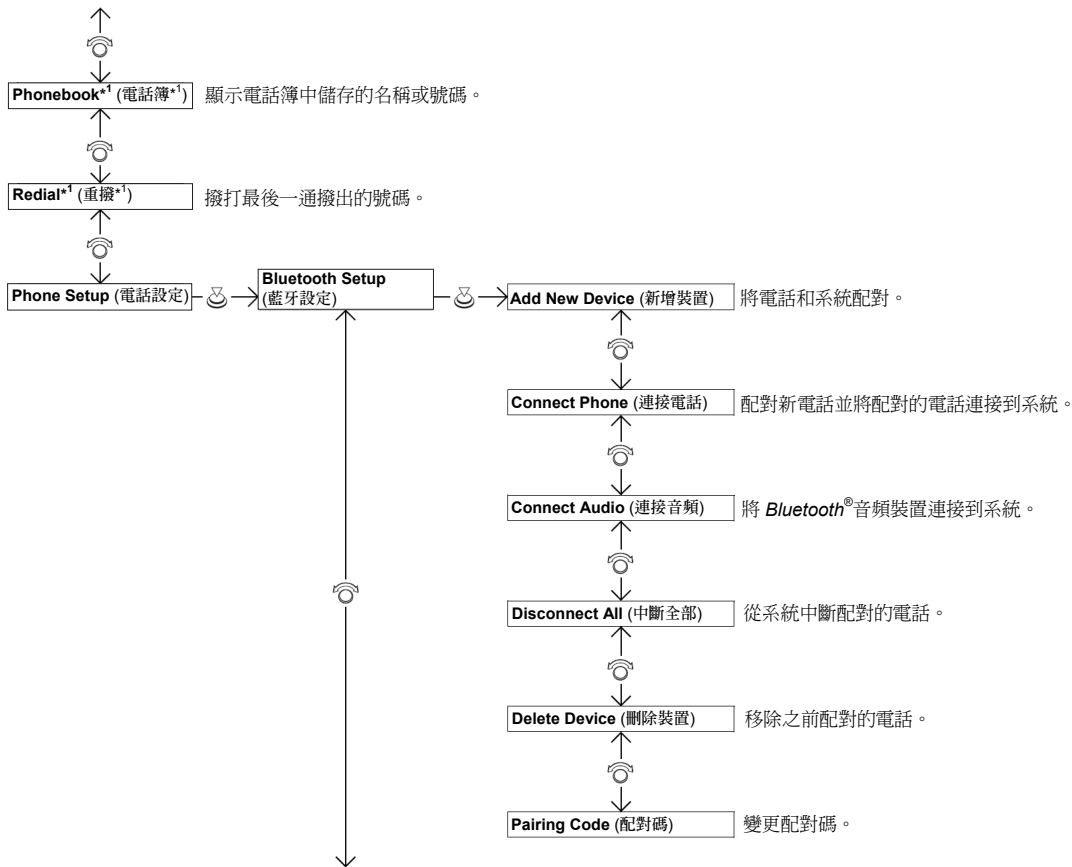 Phonebook*1 (電話簿*1) 顯示電話簿中儲存的名稱或號碼。
Redial*1 (重撥*1) 撥打最後一通撥出的號碼。
Phone Setup (電話設定)
Bluetooth Setup
(藍牙設定)
Add New Device (新增裝置) 將電話和系統配對。
Connect Phone (連接電話) 配對新電話並將配對的電話連接到系統。
Connect Audio (連接音頻) 將 Bluetooth®音頻裝置連接到系統。
Disconnect All (中斷全部) 從系統中斷配對的電話。
Delete Device (刪除裝置) 移除之前配對的電話。
Pairing Code (配對碼) 變更配對碼。